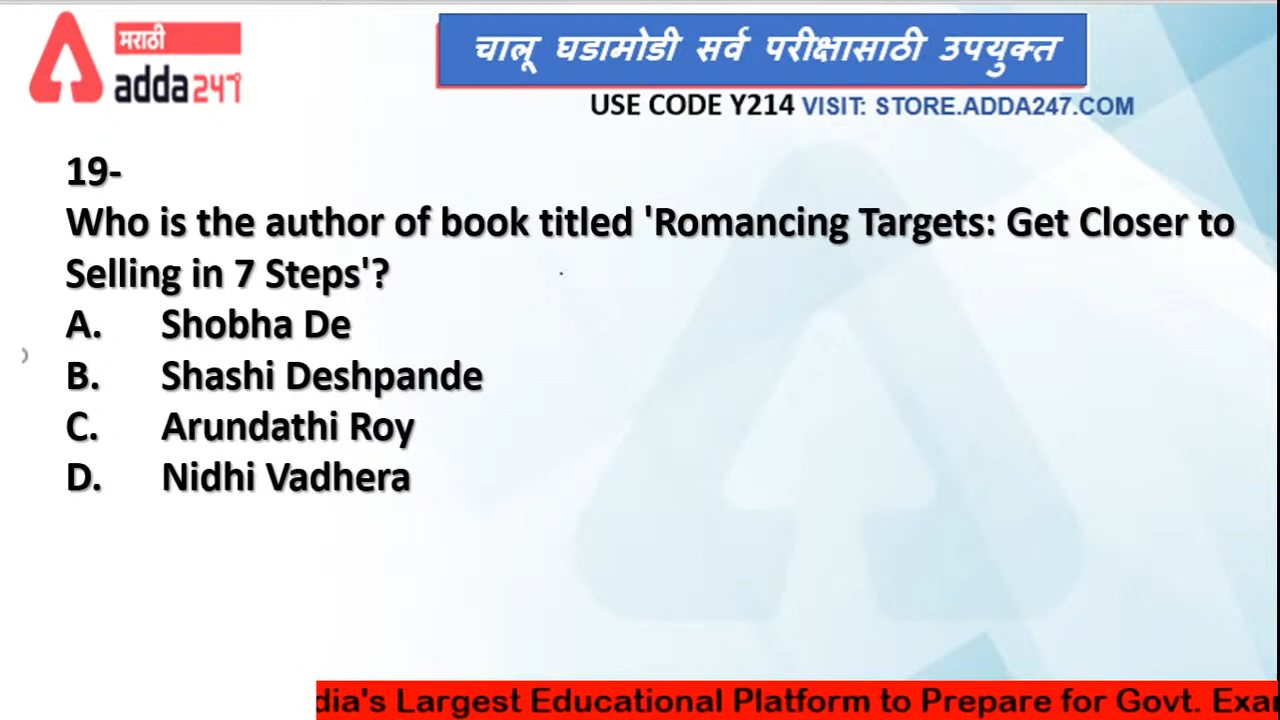 मराठी
adda247
चालू घडामोडी सर्व परीक्षासाठी उपयुक्त
USE CODE Y214 VISIT: STORE.ADDA247.COM
19-
Who is the author of book titled 'Romancing Targets: Get Closer to
Selling in 7 Steps'?
A. Shobha De
B. Shashi Deshpande
C. Arundathi Roy
D. Nidhi Vadhera
dia's Largest Educational Platform to Prepare for Govt. Exa